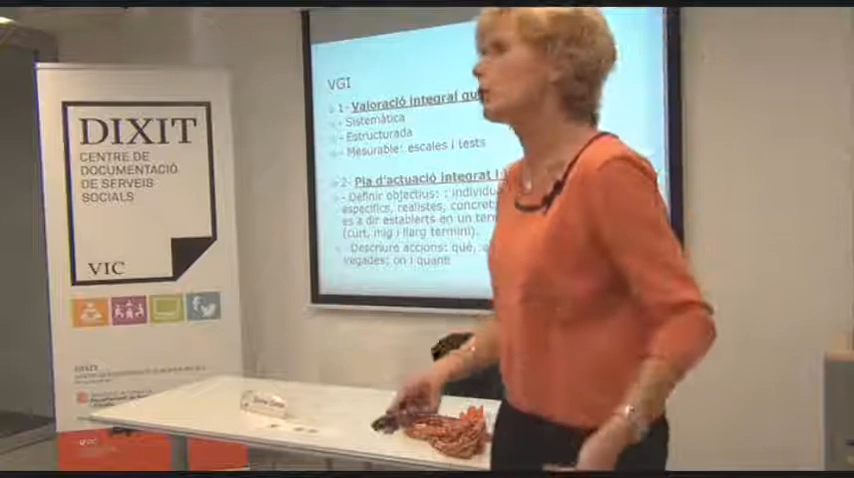 DIXIT
CENTRE DE
DOCUMENTACIÓ
DE SERVEIS
SOCIALS
VIC
DIXIT
VGI
1- Valoració integral
- Sistemàtica
- Estructurada
- Mesurable: escales i tests
2- Pla d'actuació integrat i
- Definir objectius: (individuals,
específics, realistes,
es a dir establerts en un
(curt, mig i llarg termini).
- Descriure accions: què,
vegades: on i quant